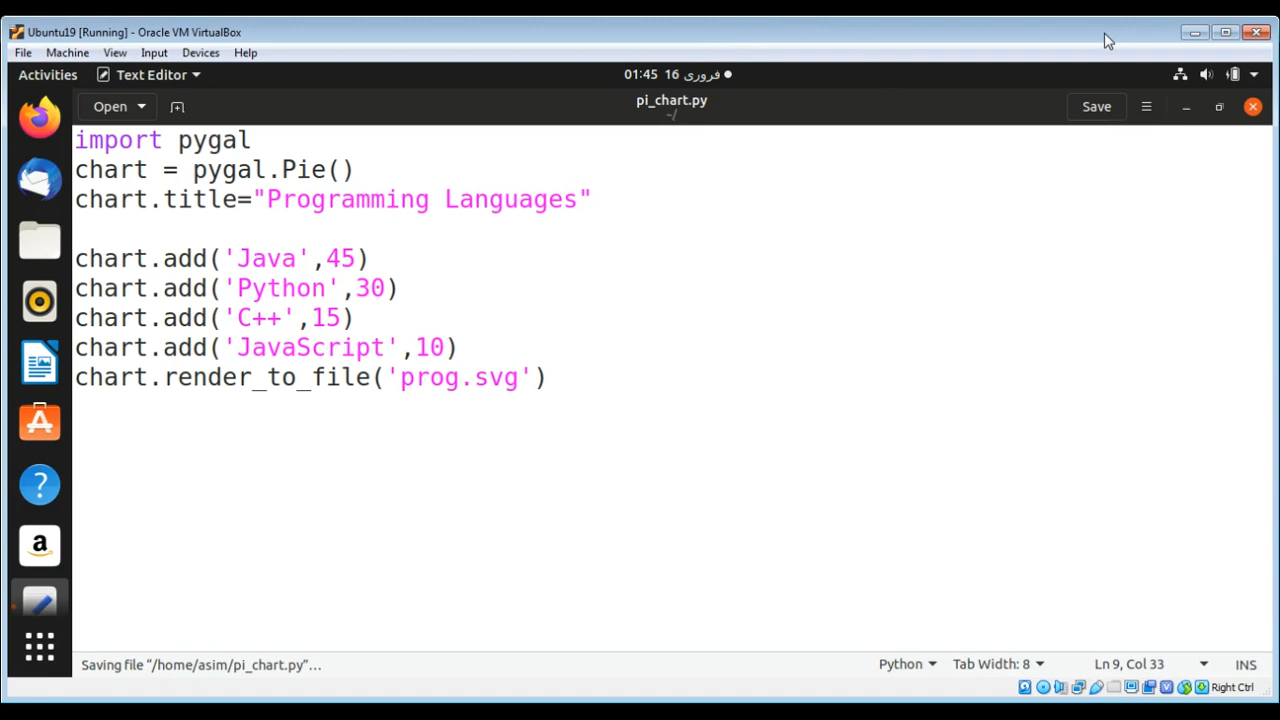 Ubuntu19 [Running] - Oracle VM VirtualBox
File Machine View Input Devices Help
Activities Text Editor 01:45 16 فروری
Open pi_chart.py Save
~/
import pygal
chart = pygal.Pie()
chart.title="Programming Languages"
chart.add('Java',45)
chart.add('Python',30)
chart.add('C++',15)
chart.add('JavaScript',10)
chart.render_to_file('prog.svg')
?
a
Saving file “/home/asim/pi_chart.py”… Python Tab Width: 8 Ln 9, Col 33 INS
Right Ctrl